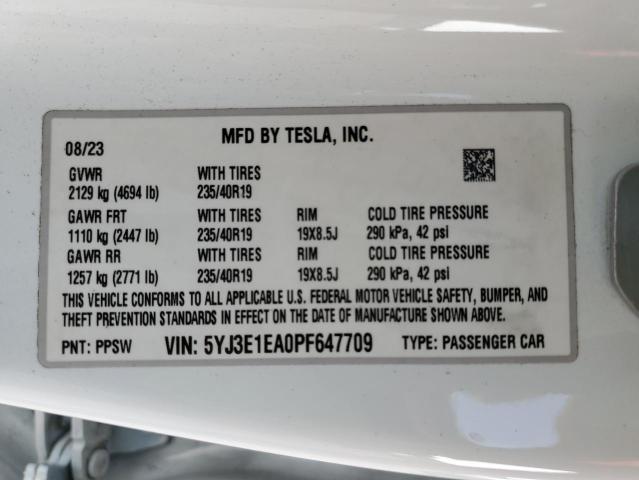 MFD BY TESLA, INC.
08/23
GVWR WITH TIRES
2129 kg (4694 lb) 235/40R19
GAWR FRT WITH TIRES RIM COLD TIRE PRESSURE
1110 kg (2447 lb) 235/40R19 19X8.5J 290 kPa, 42 psi
GAWR RR WITH TIRES RIM COLD TIRE PRESSURE
1257 kg (2771 lb) 235/40R19 19X8.5J 290 kPa, 42 psi
THIS VEHICLE CONFORMS TO ALL APPLICABLE U.S. FEDERAL MOTOR VEHICLE SAFETY, BUMPER, AND
THEFT PREVENTION STANDARDS IN EFFECT ON THE DATE OF MANUFACTURE SHOWN ABOVE.
PNT: PPSW VIN: 5YJ3E1EA0PF647709 TYPE: PASSENGER CAR